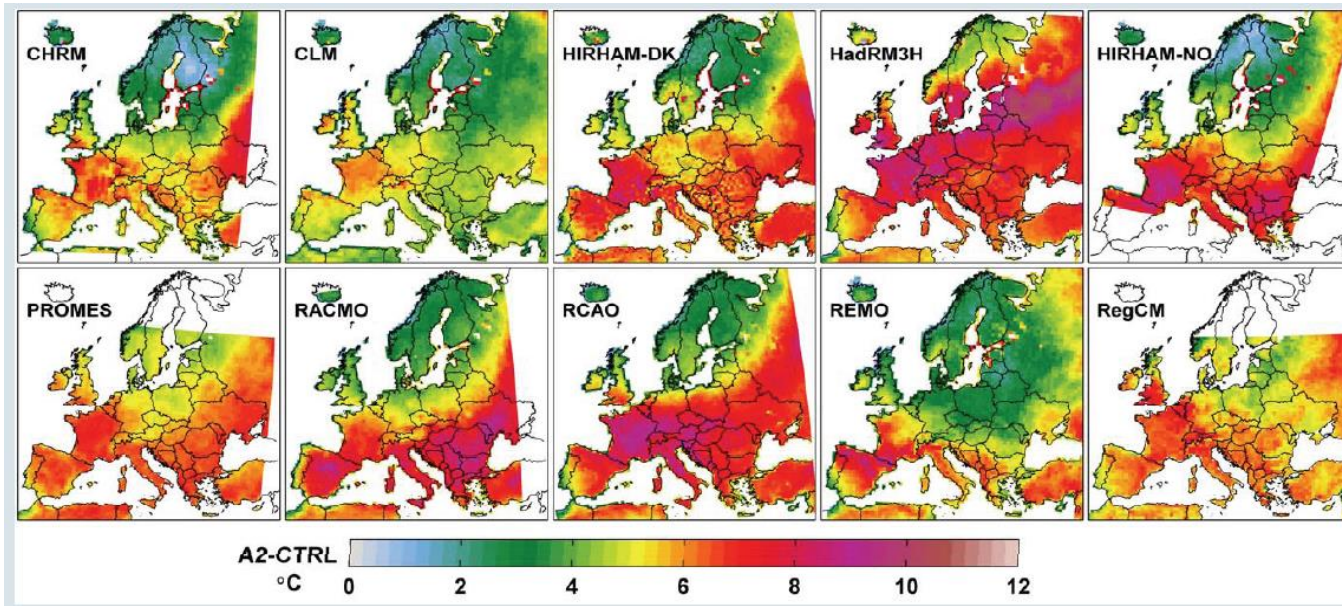 CHRM
CLM
HIRHAM-DK
HadRM3H
HIRHAM-NO
PROMES
RACMO
RCAO
REMO
RegCM
A2-CTRL
°C
0 2 4 6 8 10 12